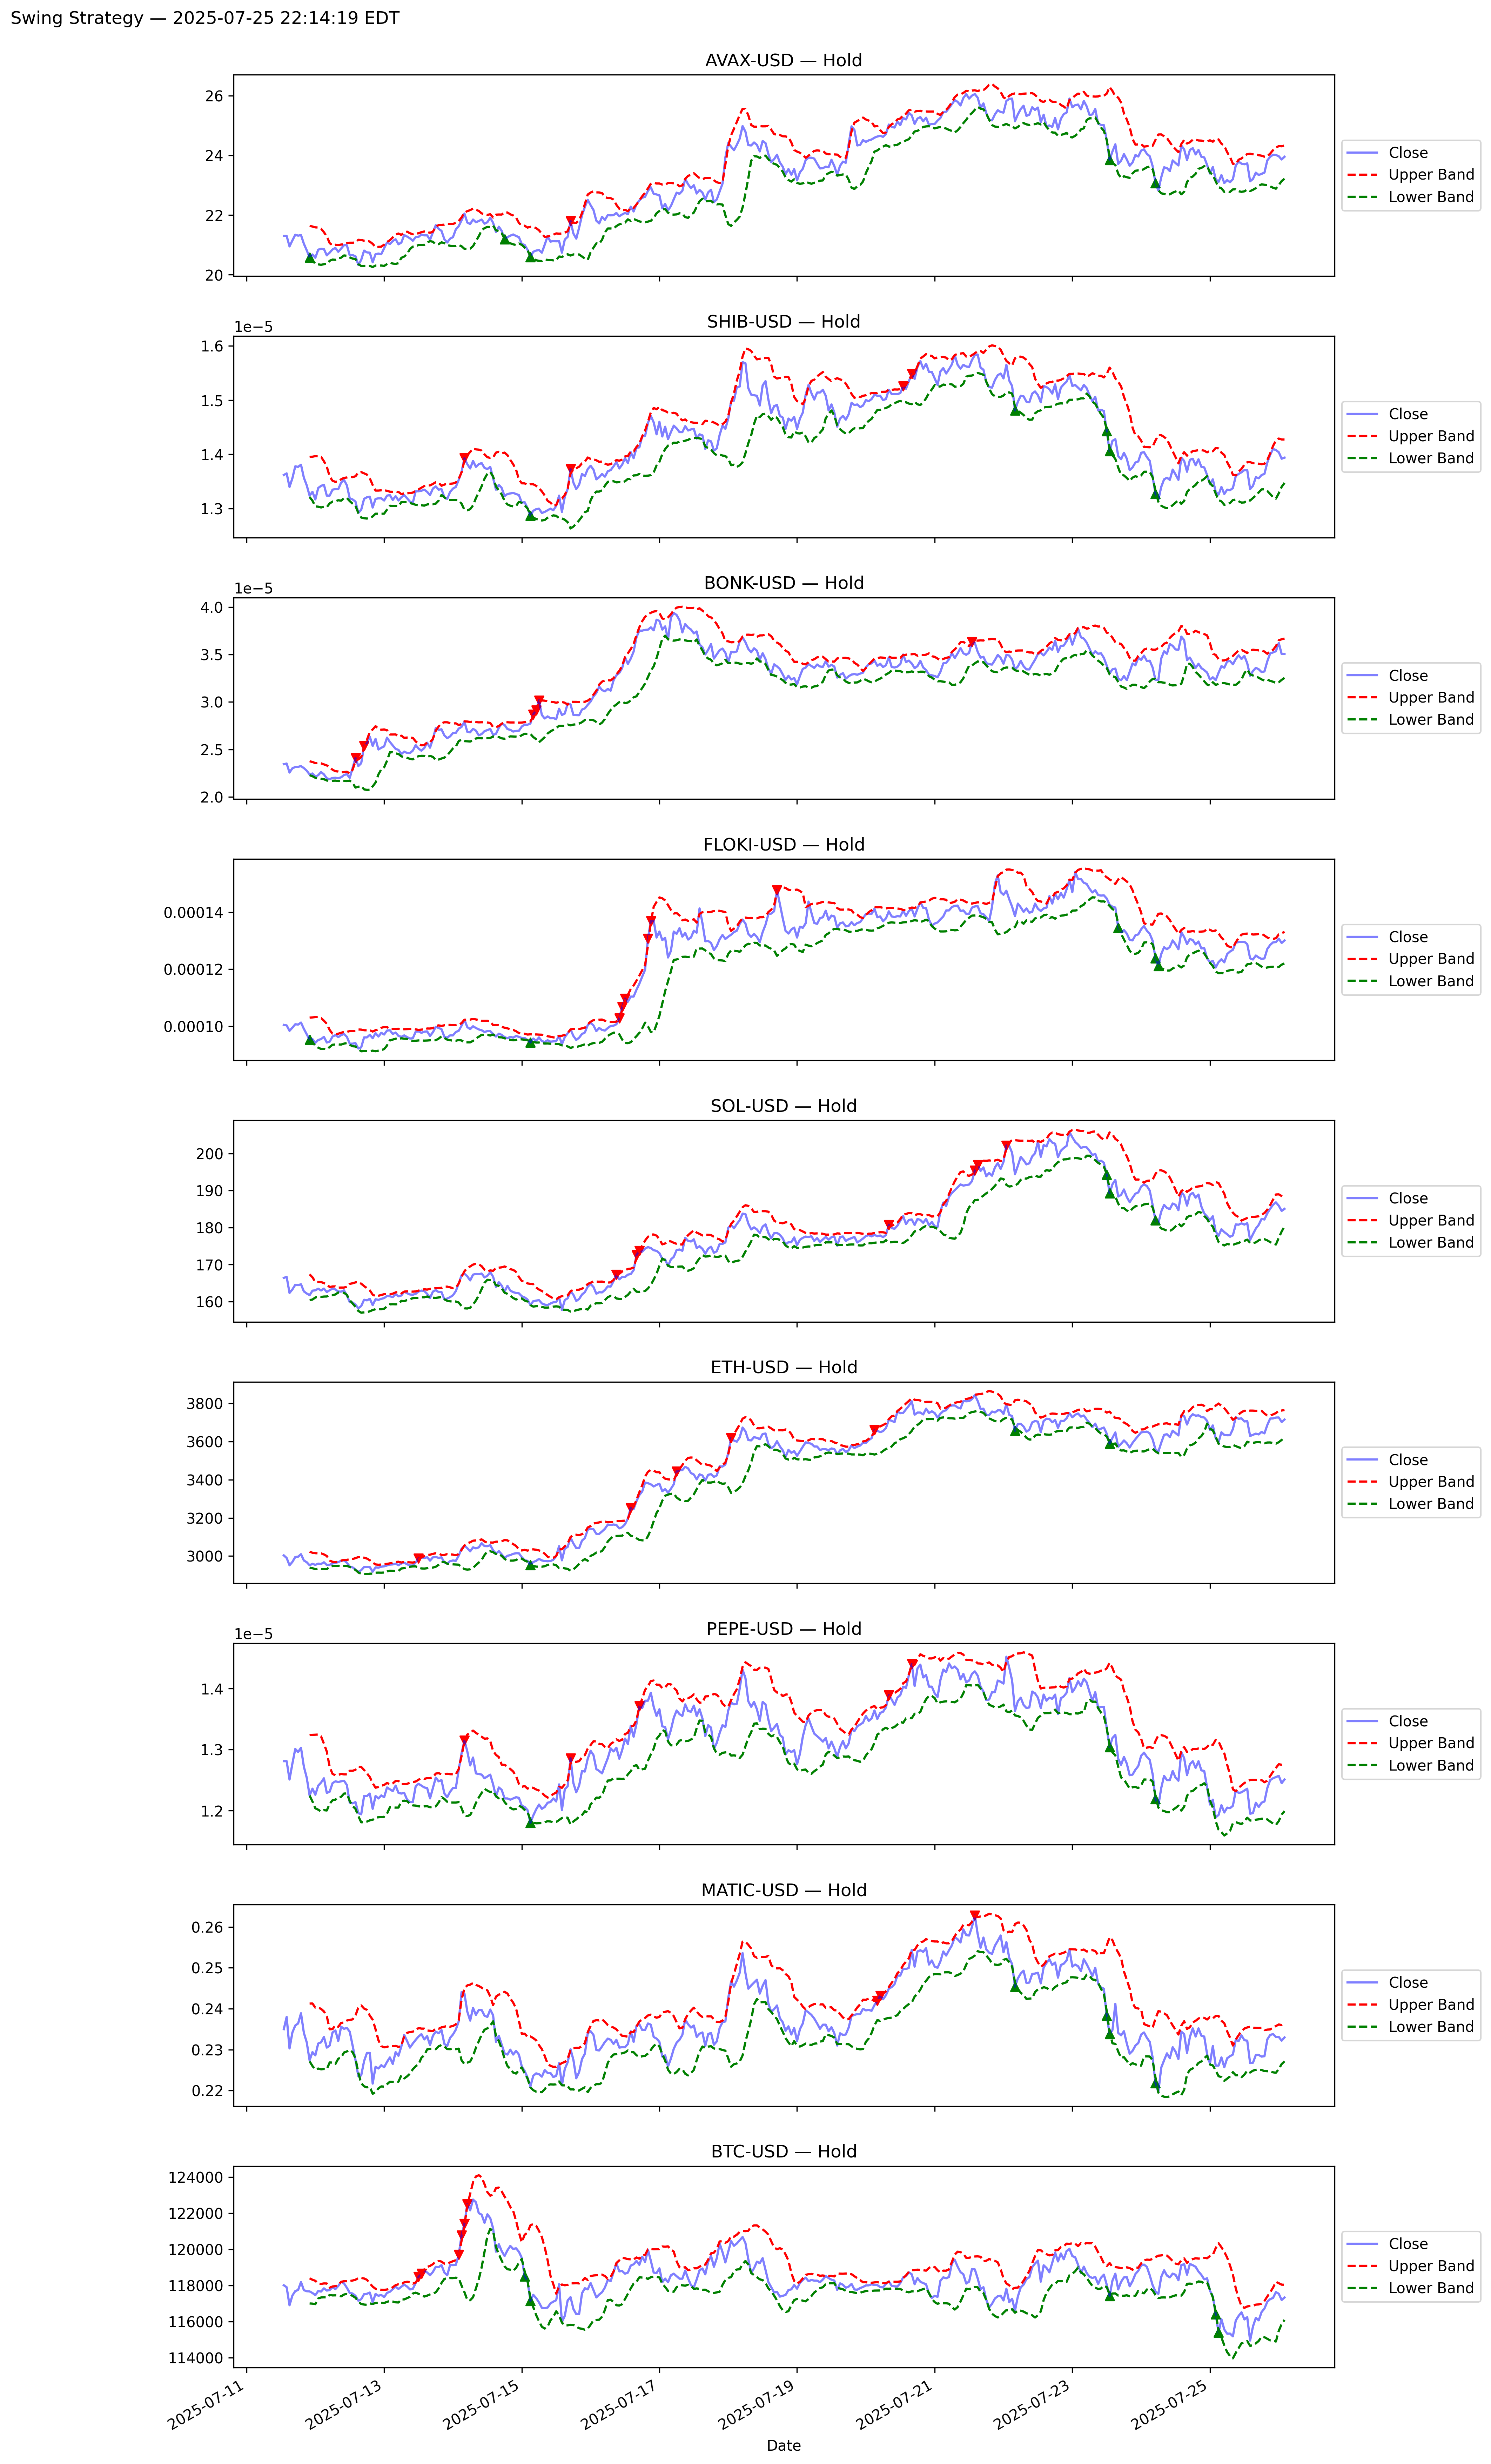 Swing Strategy — 2025-07-25 22:14:19 EDT
AVAX-USD — Hold
26
24
22
20
Close
Upper Band
Lower Band
SHIB-USD — Hold
1e−5
1.6
1.5
1.4
1.3
Close
Upper Band
Lower Band
BONK-USD — Hold
1e−5
4.0
3.5
3.0
2.5
2.0
Close
Upper Band
Lower Band
FLOKI-USD — Hold
0.00014
0.00012
0.00010
Close
Upper Band
Lower Band
SOL-USD — Hold
200
190
180
170
160
Close
Upper Band
Lower Band
ETH-USD — Hold
3800
3600
3400
3200
3000
Close
Upper Band
Lower Band
PEPE-USD — Hold
1e−5
1.4
1.3
1.2
Close
Upper Band
Lower Band
MATIC-USD — Hold
0.26
0.25
0.24
0.23
0.22
Close
Upper Band
Lower Band
BTC-USD — Hold
124000
122000
120000
118000
116000
114000
Close
Upper Band
Lower Band
2025-07-11
2025-07-13
2025-07-15
2025-07-17
2025-07-19
2025-07-21
2025-07-23
2025-07-25
Date